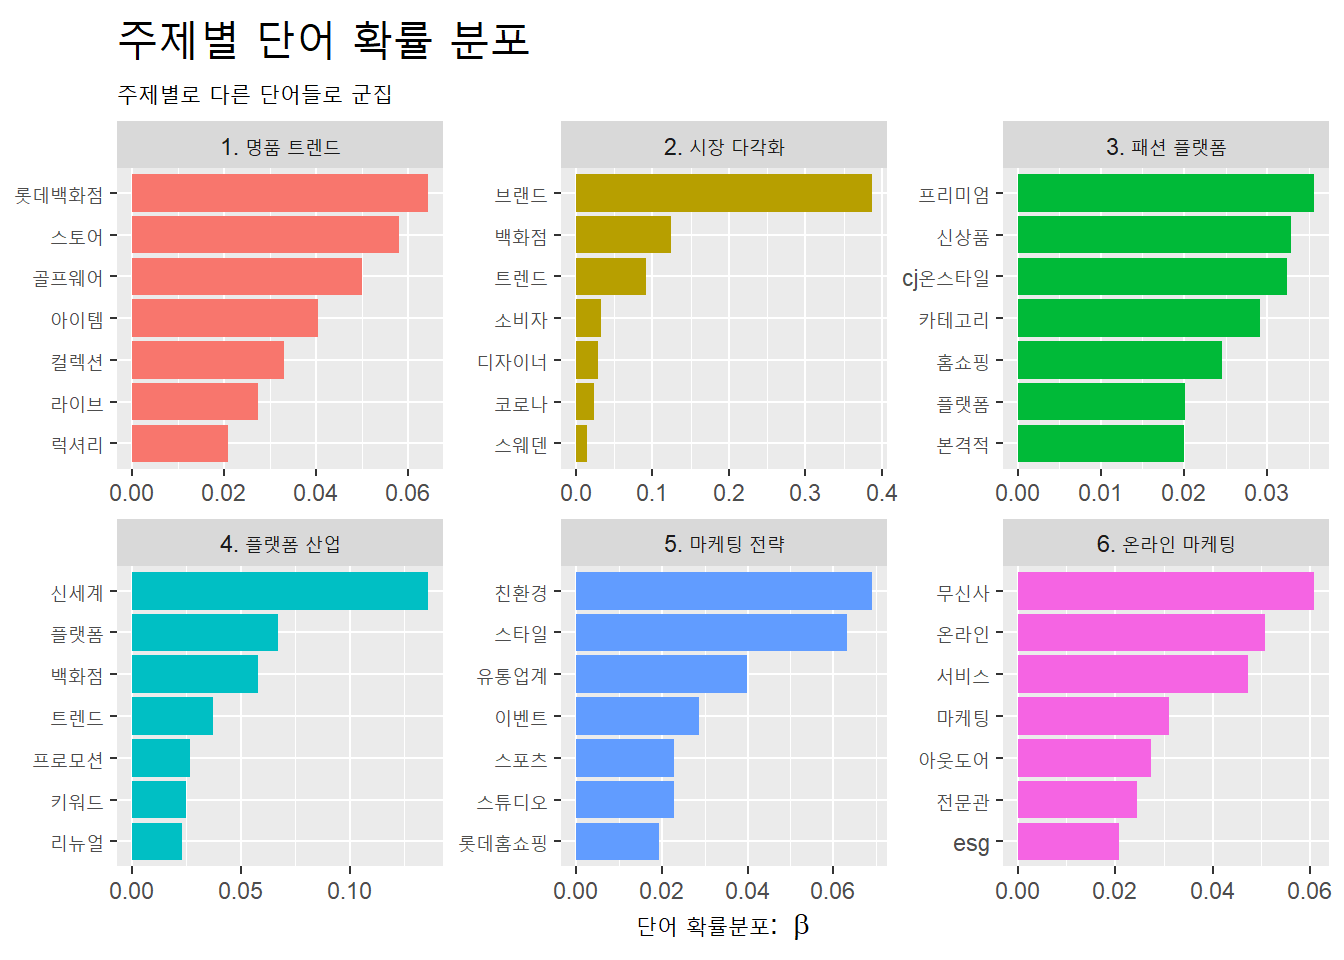 주제별 단어 확률 분포
주제별로 다른 단어들로 군집
1. 명품 트렌드
롯데백화점
스토어
골프웨어
아이템
컬렉션
라이브
럭셔리
0.00 0.02 0.04 0.06
2. 시장 다각화
브랜드
백화점
트렌드
소비자
디자이너
코로나
스웨덴
0.0 0.1 0.2 0.3 0.4
3. 패션 플랫폼
프리미엄
신상품
cj온스타일
카테고리
홈쇼핑
플랫폼
본격적
0.00 0.01 0.02 0.03
4. 플랫폼 산업
신세계
플랫폼
백화점
트렌드
프로모션
키워드
리뉴얼
0.00 0.05 0.10
5. 마케팅 전략
친환경
스타일
유통업계
이벤트
스포츠
스튜디오
롯데홈쇼핑
0.00 0.02 0.04 0.06
6. 온라인 마케팅
무신사
온라인
서비스
마케팅
아웃도어
전문관
esg
0.00 0.02 0.04 0.06
단어 확률분포: β